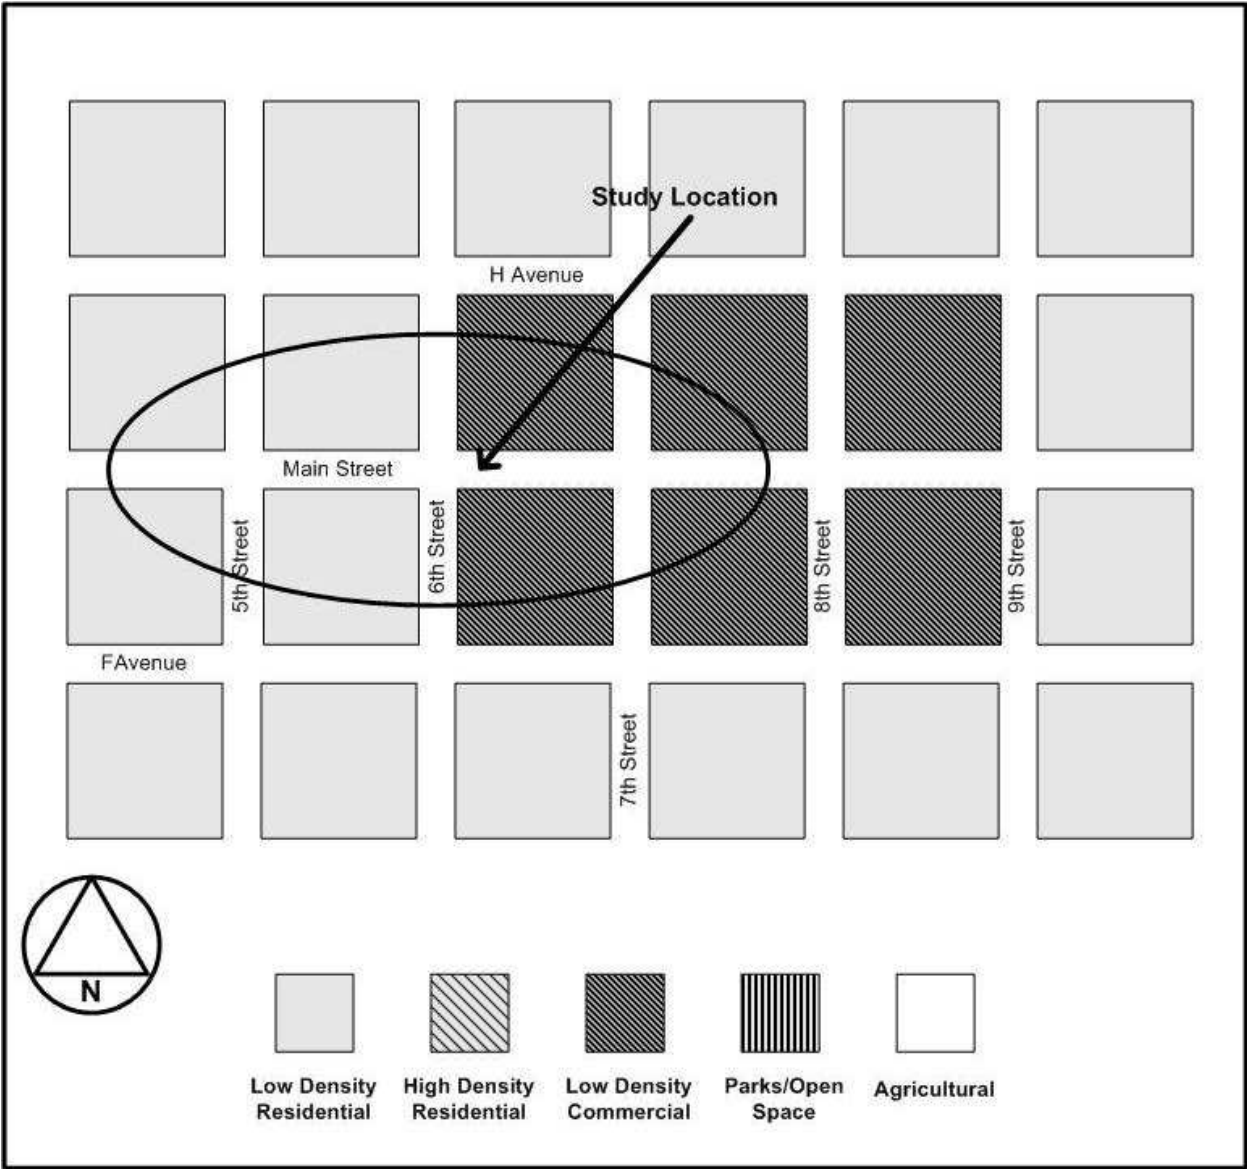 Study Location
H Avenue
Main Street
5th Street
6th Street
8th Street
9th Street
FAvenue
7th Street
N
Low Density
Residential
High Density
Residential
Low Density
Commercial
Parks/Open
Space
Agricultural